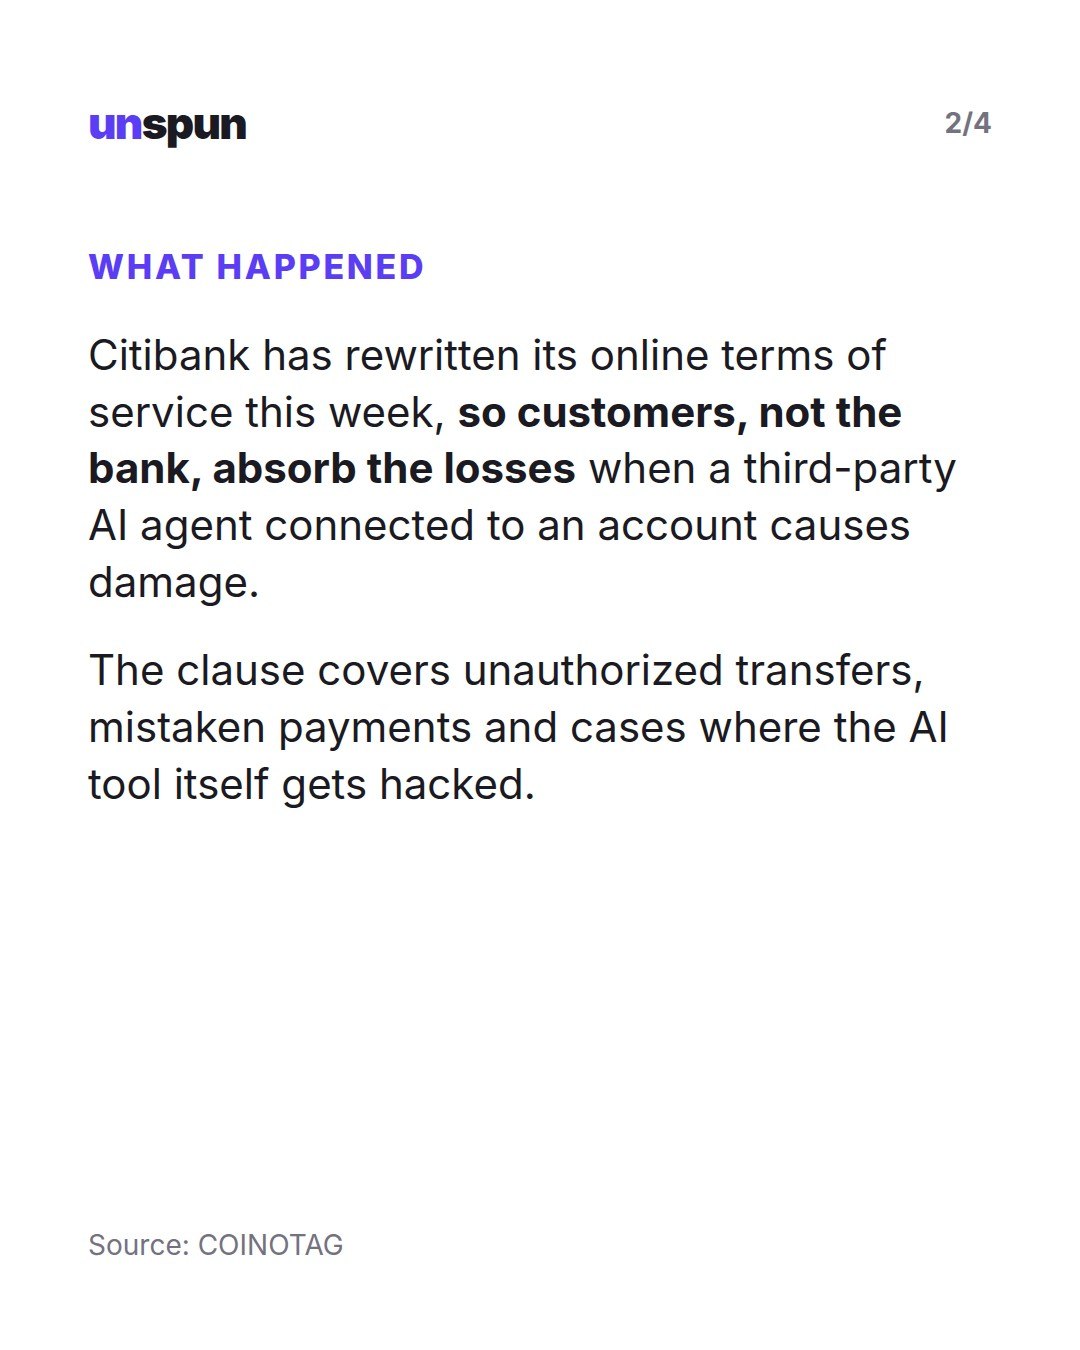 unspun
2/4
WHAT HAPPENED
Citibank has rewritten its online terms of
service this week, so customers, not the
bank, absorb the losses when a third-party
AI agent connected to an account causes
damage.
The clause covers unauthorized transfers,
mistaken payments and cases where the AI
tool itself gets hacked.
Source: COINOTAG